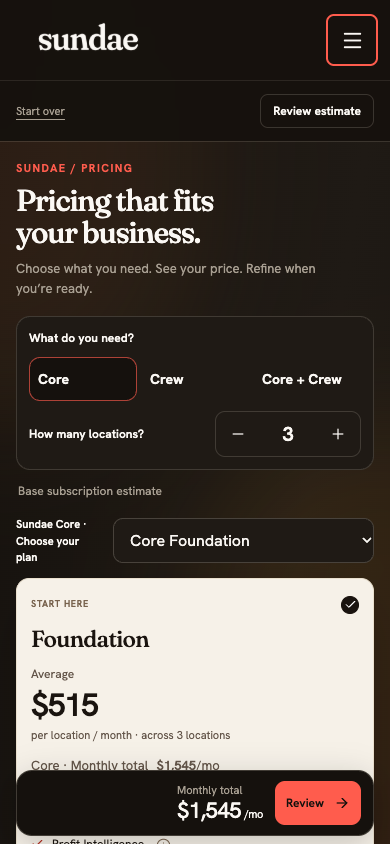 sundae
Start over
Review estimate
SUNDAE / PRICING
Pricing that fits
your business.
Choose what you need. See your price. Refine when
you're ready.
What do you need?
Core
Crew
Core + Crew
How many locations?
− 3 +
Base subscription estimate
Sundae Core ·
Choose your
plan
Core Foundation
START HERE
Foundation
Average
$515
per location / month · across 3 locations
Core · Monthly total $1,545/mo
Monthly total
$1,545 /mo
Review →
Profit Intelligence